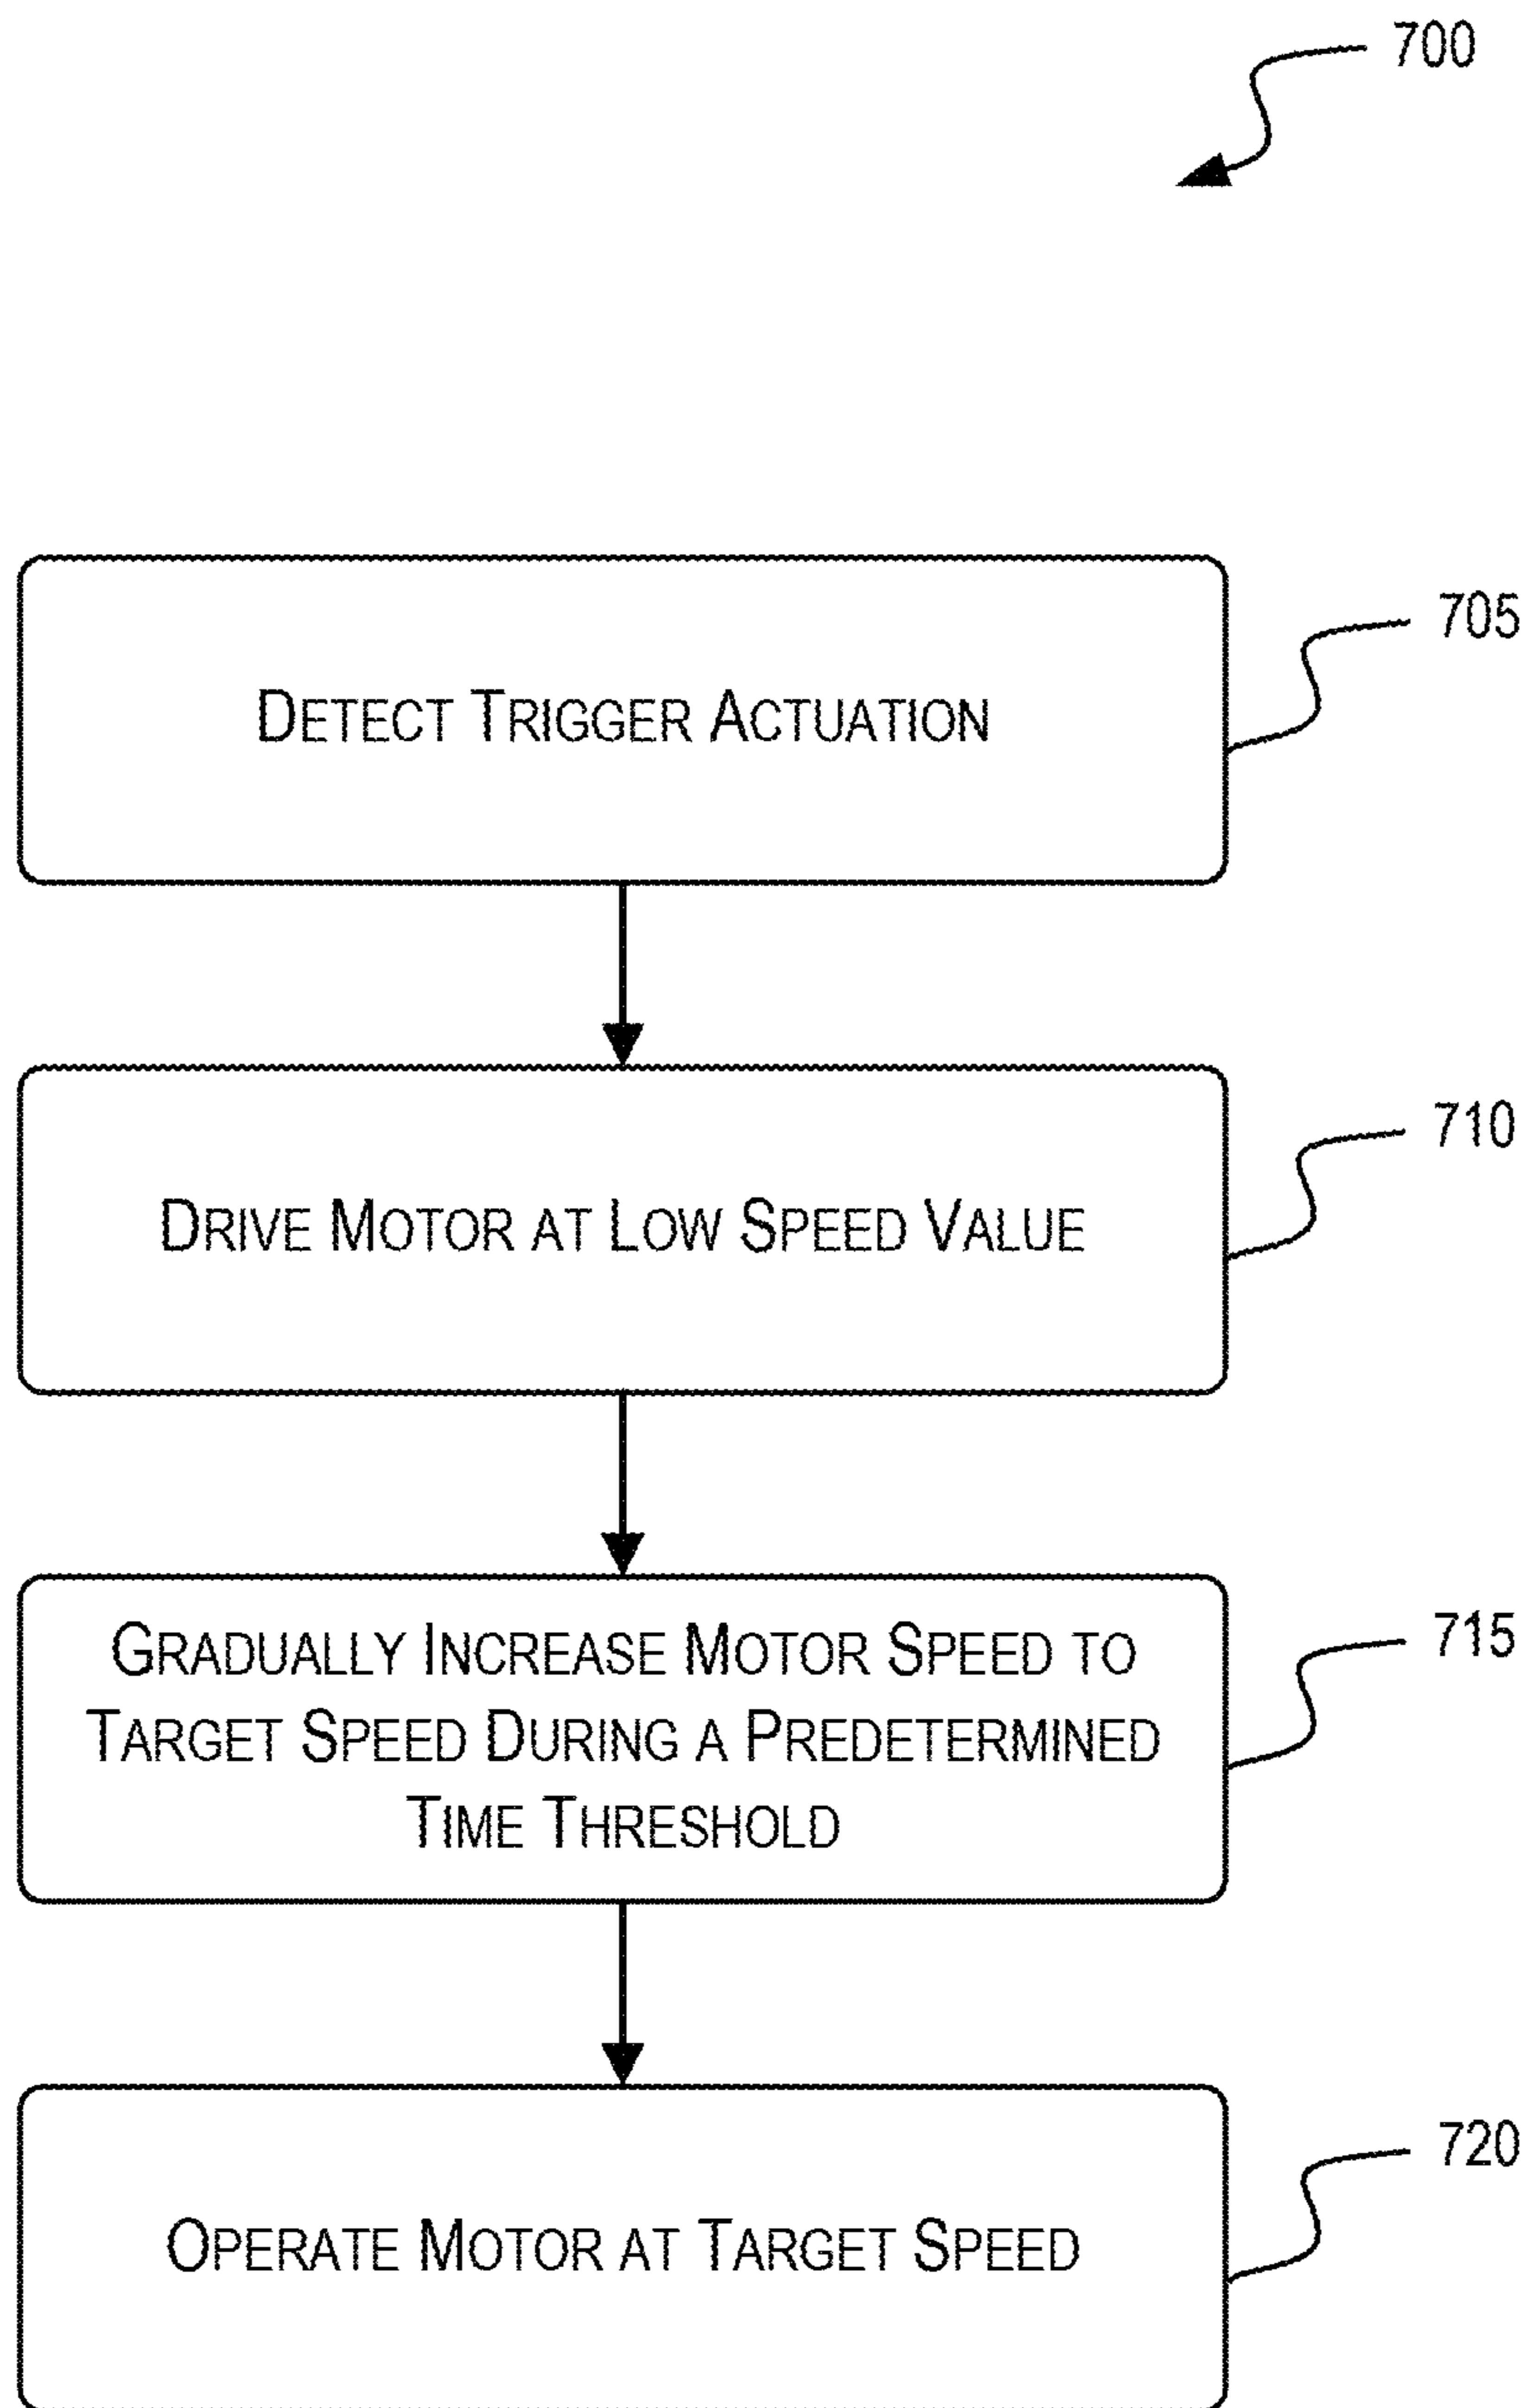 700
DETECT TRIGGER ACTUATION
705
DRIVE MOTOR AT LOW SPEED VALUE
710
GRADUALLY INCREASE MOTOR SPEED TO
TARGET SPEED DURING A PREDETERMINED
TIME THRESHOLD
715
OPERATE MOTOR AT TARGET SPEED
720